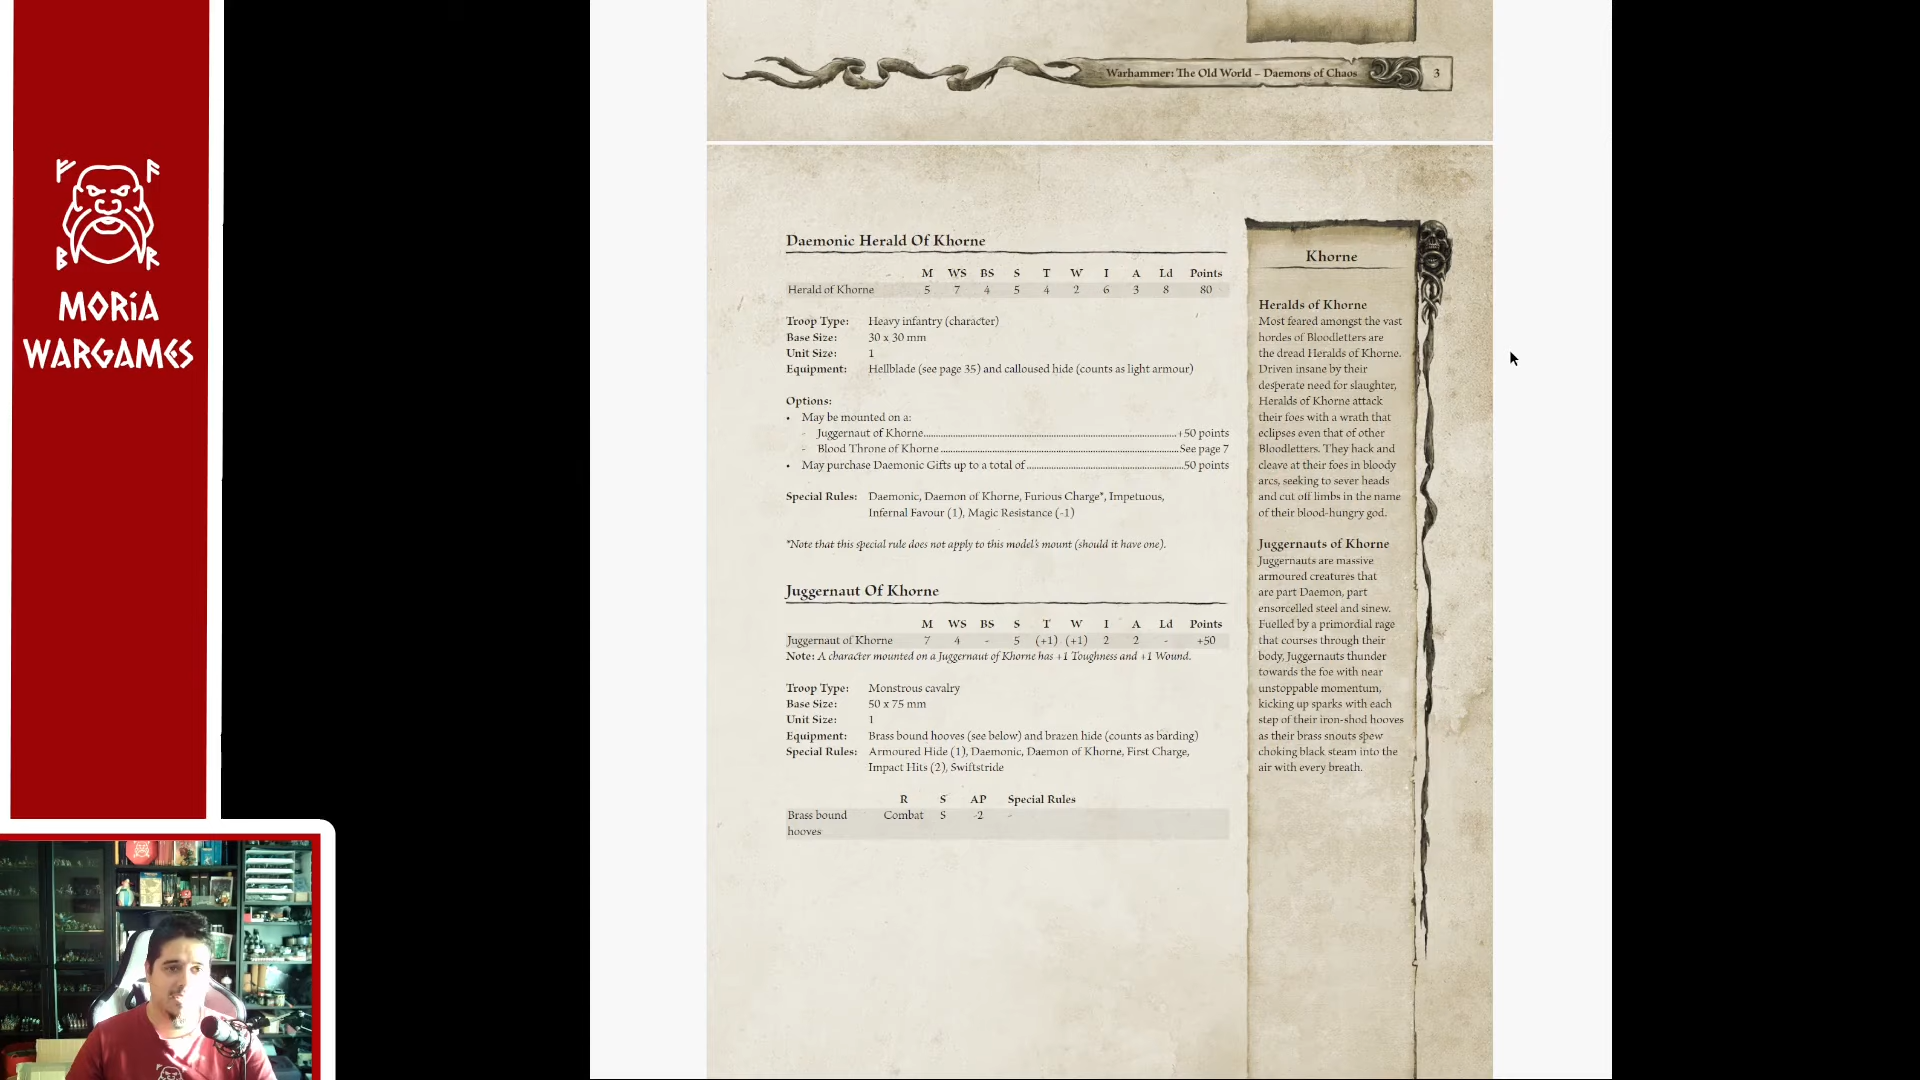 Warhammer: The Old World – Daemons of Chaos 3
MORIA
WARGAMES
Daemonic Herald Of Khorne
M WS BS S T W I A Ld Points
Herald of Khorne 5 7 4 5 4 2 6 3 8 80
Troop Type: Heavy infantry (character)
Base Size: 30 x 30 mm
Unit Size: 1
Equipment: Hellblade (see page 35) and calloused hide (counts as light armour)
Options:
• May be mounted on a:
- Juggernaut of Khorne +50 points
- Blood Throne of Khorne See page 7
• May purchase Daemonic Gifts up to a total of 50 points
Special Rules: Daemonic, Daemon of Khorne, Furious Charge*, Impetuous,
Infernal Favour (1), Magic Resistance (-1)
*Note that this special rule does not apply to this model's mount (should it have one).
Juggernaut Of Khorne
M WS BS S T W I A Ld Points
Juggernaut of Khorne 7 4 - 5 (+1) (+1) 2 2 - +50
Note: A character mounted on a Juggernaut of Khorne has +1 Toughness and +1 Wound.
Troop Type: Monstrous cavalry
Base Size: 50 x 75 mm
Unit Size: 1
Equipment: Brass bound hooves (see below) and brazen hide (counts as barding)
Special Rules: Armoured Hide (1), Daemonic, Daemon of Khorne, First Charge,
Impact Hits (2), Swiftstride
R S AP Special Rules
Brass bound Combat S -2 -
hooves
Khorne
Heralds of Khorne
Most feared amongst the vast
hordes of Bloodletters are
the dread Heralds of Khorne.
Driven insane by their
desperate need for slaughter,
Heralds of Khorne attack
their foes with a wrath that
eclipses even that of other
Bloodletters. They hack and
cleave at their foes in bloody
arcs, seeking to sever heads
and cut off limbs in the name
of their blood-hungry god.
Juggernauts of Khorne
Juggernauts are massive
armoured creatures that
are part Daemon, part
ensorcelled steel and sinew.
Fuelled by a primordial rage
that courses through their
body, Juggernauts thunder
towards the foe with near
unstoppable momentum,
kicking up sparks with each
step of their iron-shod hooves
as their brass snouts spew
choking black steam into the
air with every breath.